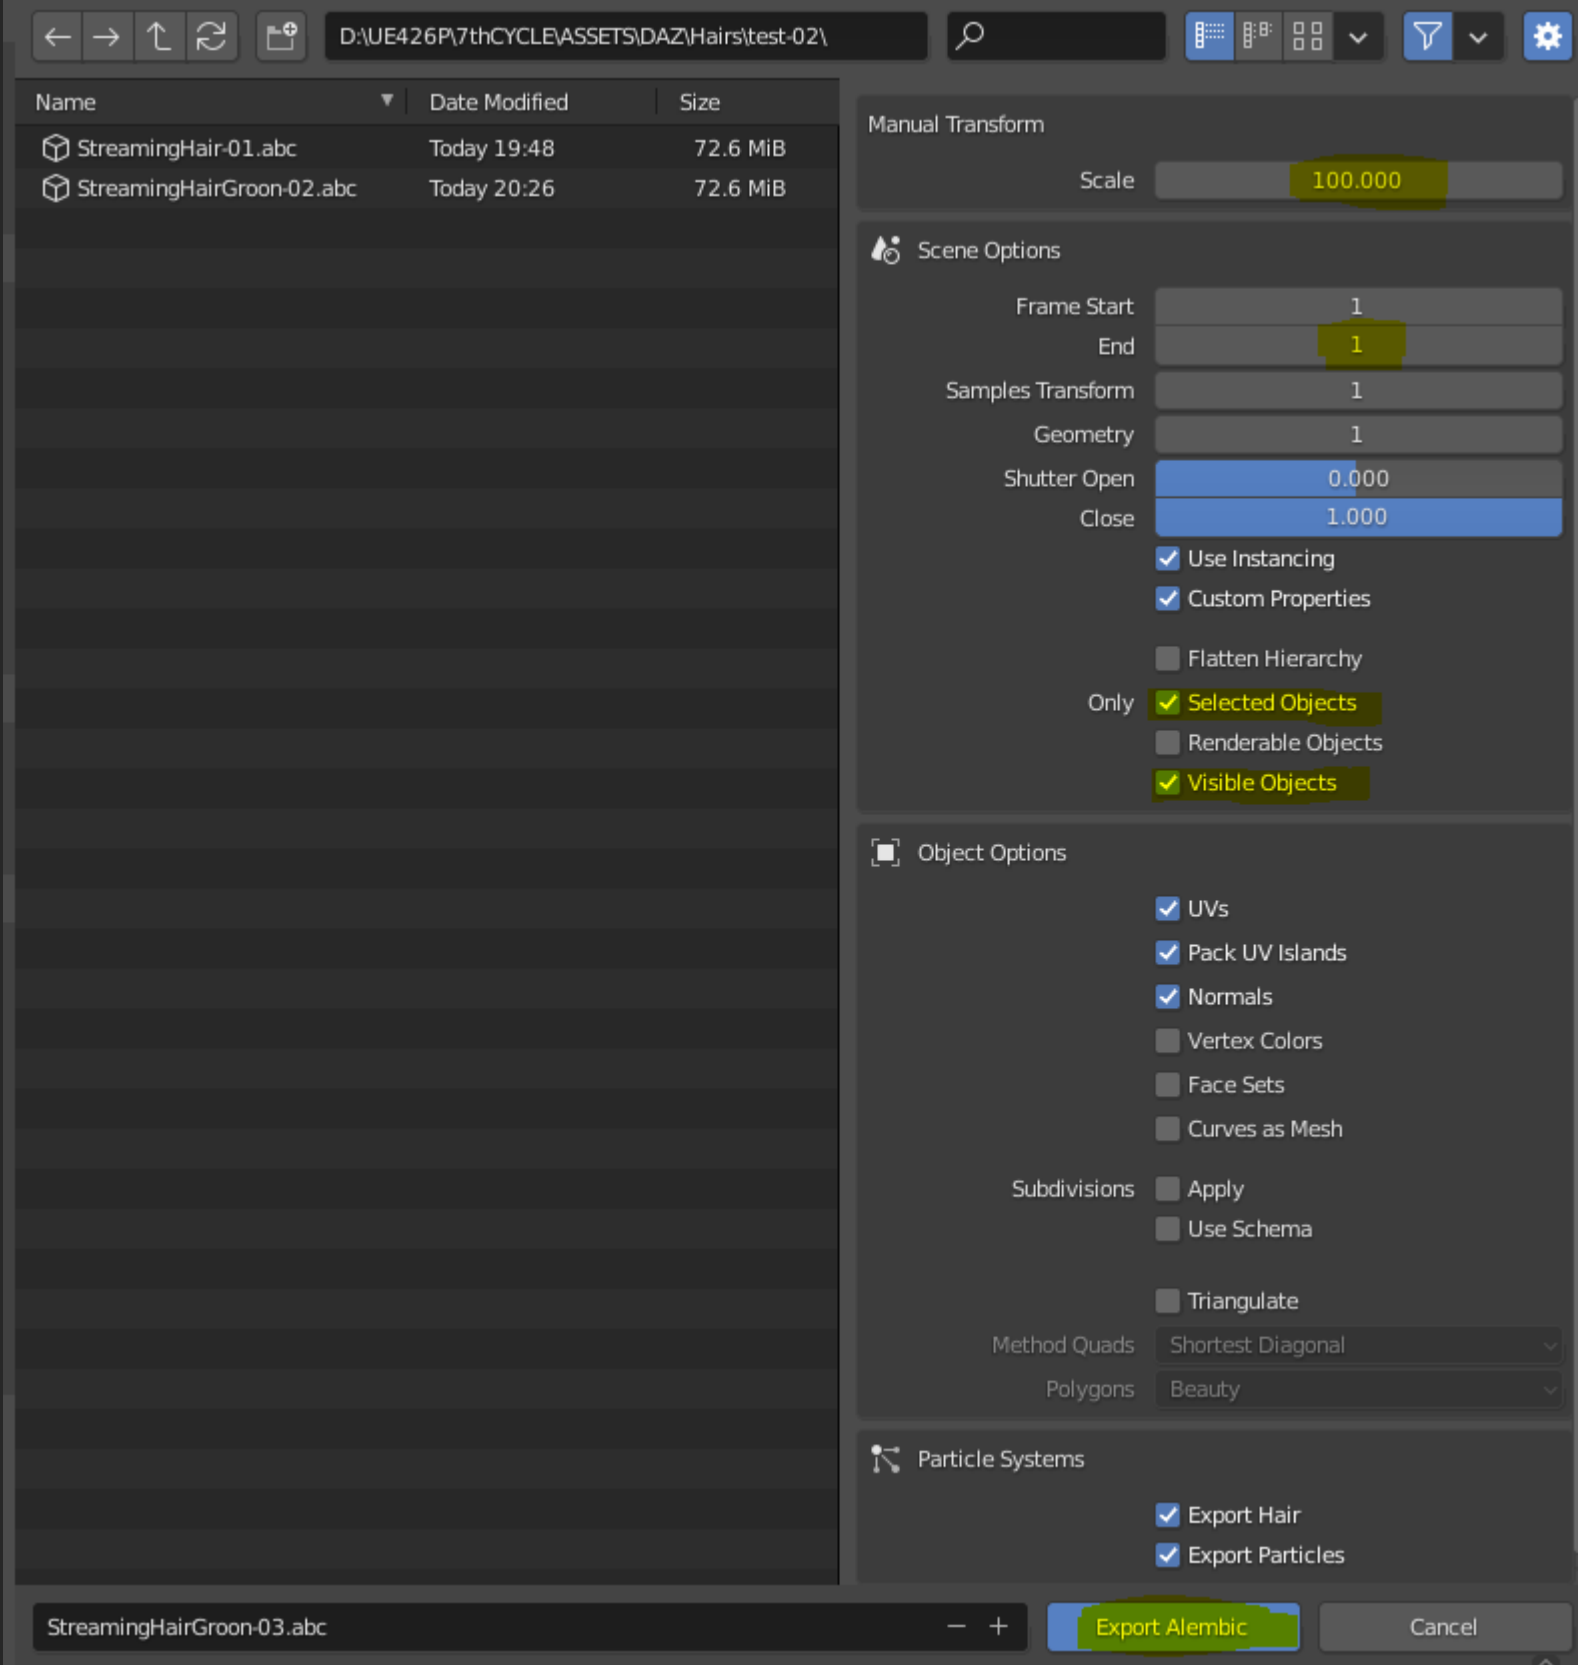 D:\UE426P\7thCYCLE\ASSETS\DAZ\Hairs\test-02\
Name Date Modified Size
StreamingHair-01.abc Today 19:48 72.6 MiB
StreamingHairGroon-02.abc Today 20:26 72.6 MiB
Manual Transform
Scale 100.000
Scene Options
Frame Start 1
End 1
Samples Transform 1
Geometry 1
Shutter Open 0.000
Close 1.000
Use Instancing
Custom Properties
Flatten Hierarchy
Only Selected Objects
Renderable Objects
Visible Objects
Object Options
UVs
Pack UV Islands
Normals
Vertex Colors
Face Sets
Curves as Mesh
Subdivisions Apply
Use Schema
Triangulate
Method Quads Shortest Diagonal
Polygons Beauty
Particle Systems
Export Hair
Export Particles
StreamingHairGroon-03.abc
Export Alembic
Cancel